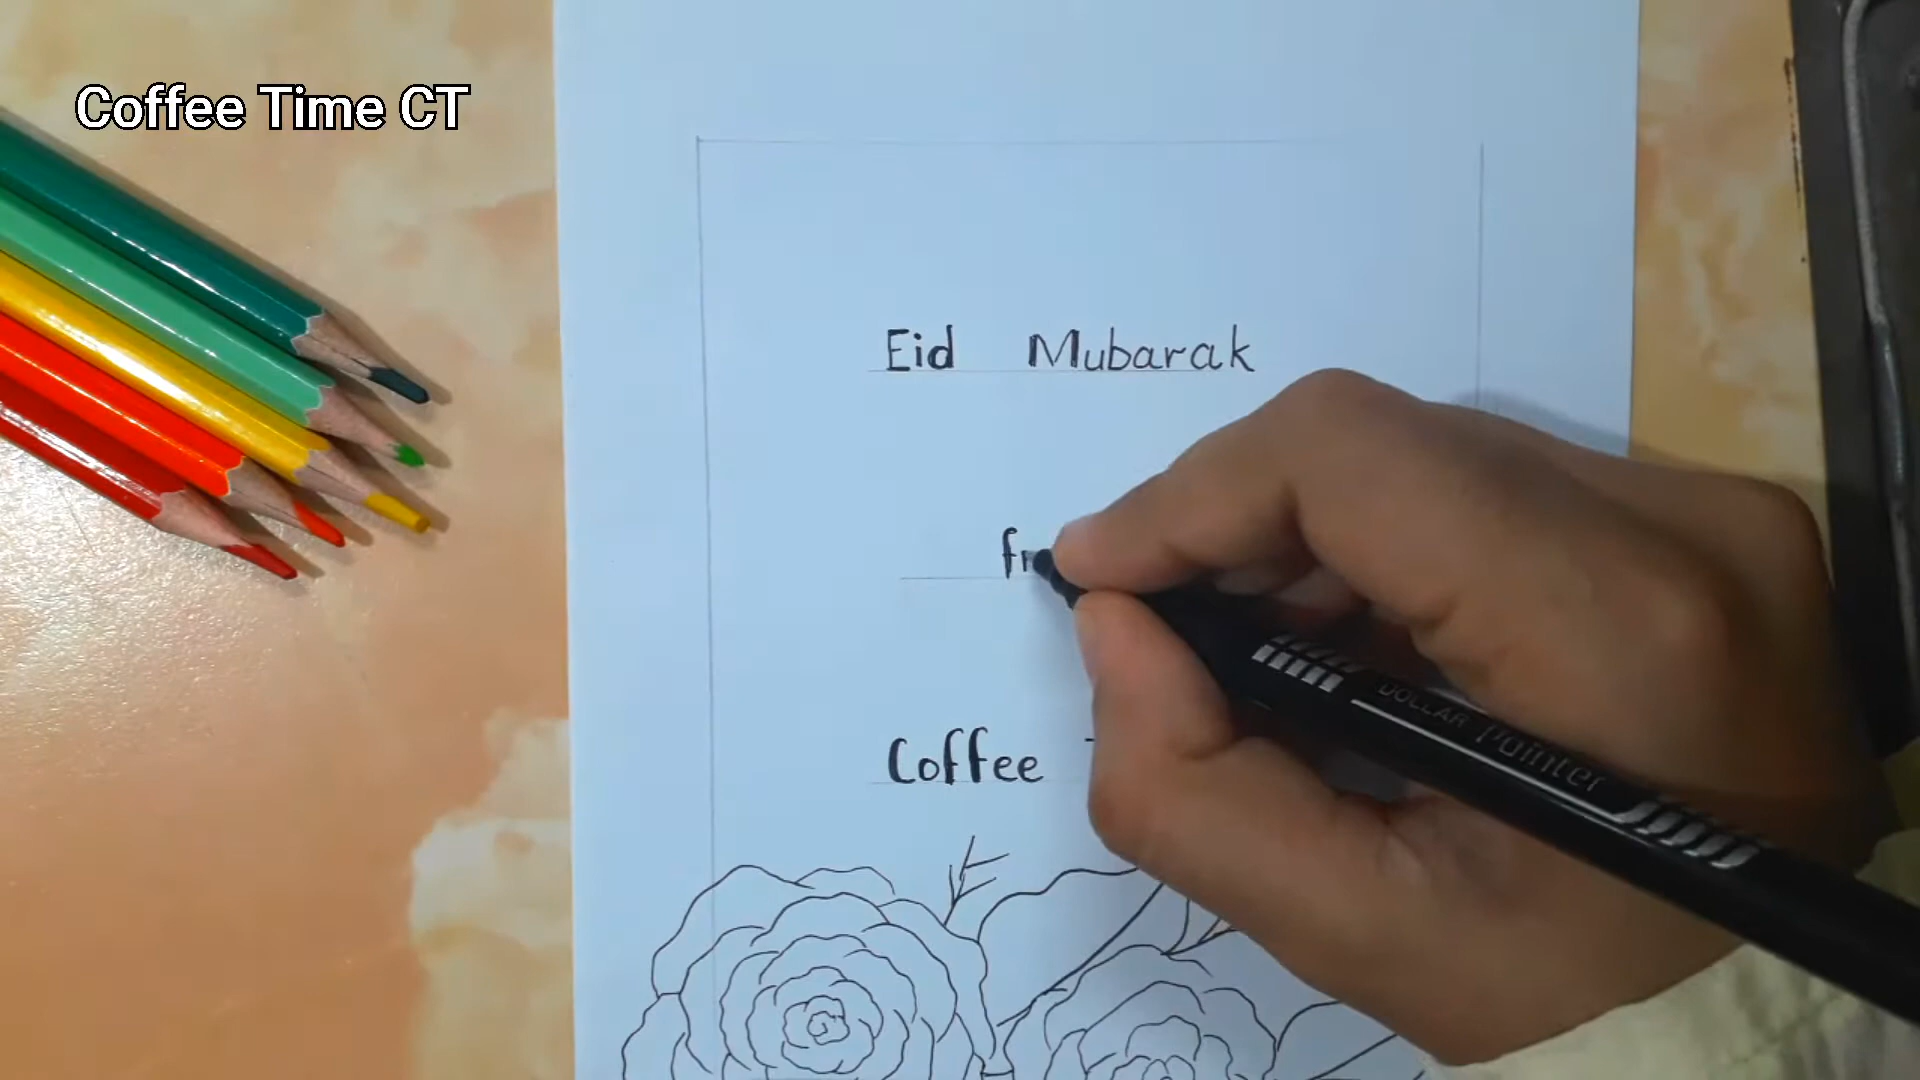 Coffee Time CT
Eid Mubarak
fr
Coffee
DOLLAR Pointer